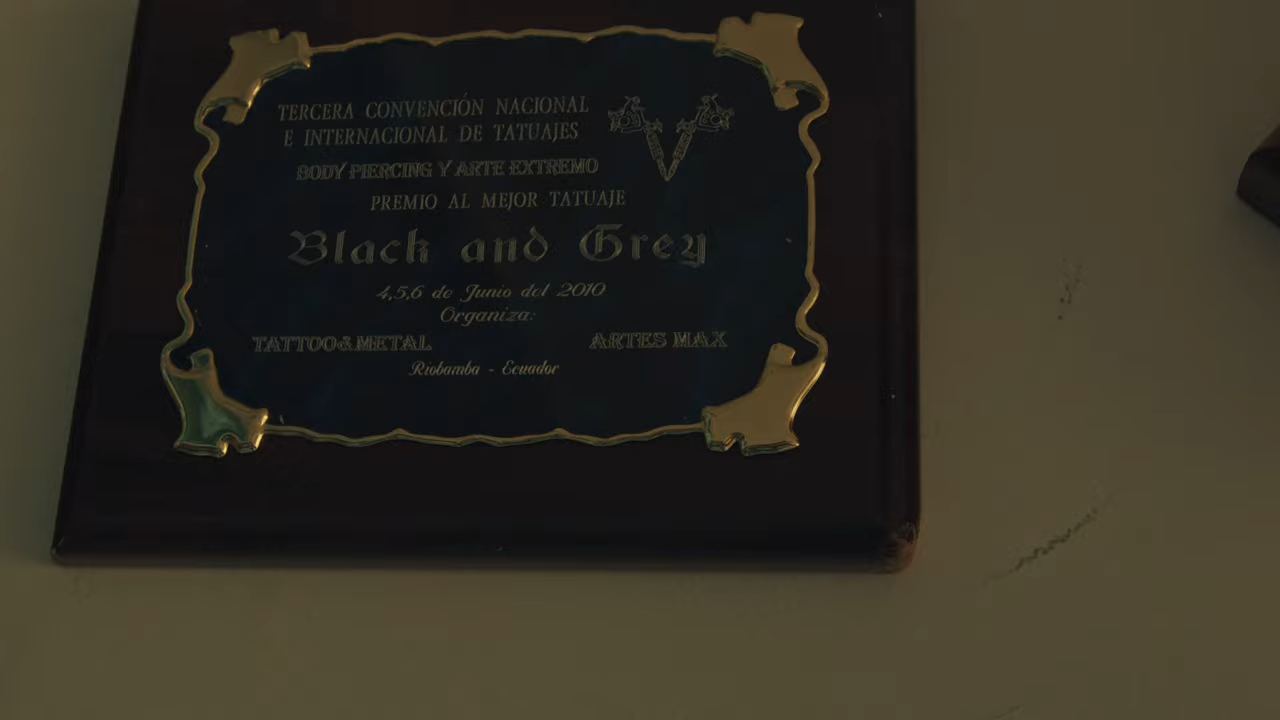 TERCERA CONVENCIÓN NACIONAL
E INTERNACIONAL DE TATUAJES
BODY PIERCING Y ARTE EXTREMO
PREMIO AL MEJOR TATUAJE
Black and Grey
4,5,6 de Junio del 2010
Organiza:
TATTOO&METAL ARTES MAX
Riobamba - Ecuador